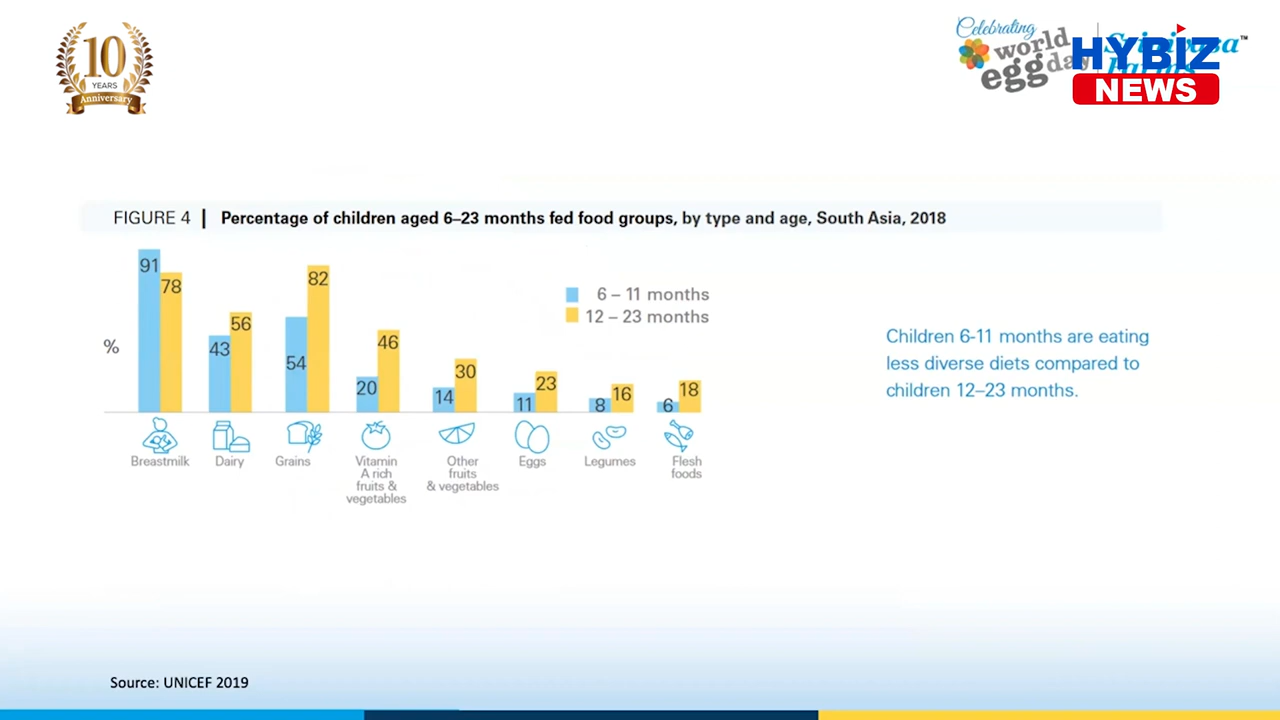 10
YEARS
Anniversary
Celebrating
world
egg day
HYBIZ
NEWS
™
FIGURE 4 | Percentage of children aged 6–23 months fed food groups, by type and age, South Asia, 2018
%
91
78
43
56
54
82
20
46
14
30
11
23
8
16
6
18
6 – 11 months
12 – 23 months
Breastmilk
Dairy
Grains
Vitamin
A rich
fruits &
vegetables
Other
fruits
& vegetables
Eggs
Legumes
Flesh
foods
Children 6-11 months are eating
less diverse diets compared to
children 12–23 months.
Source: UNICEF 2019